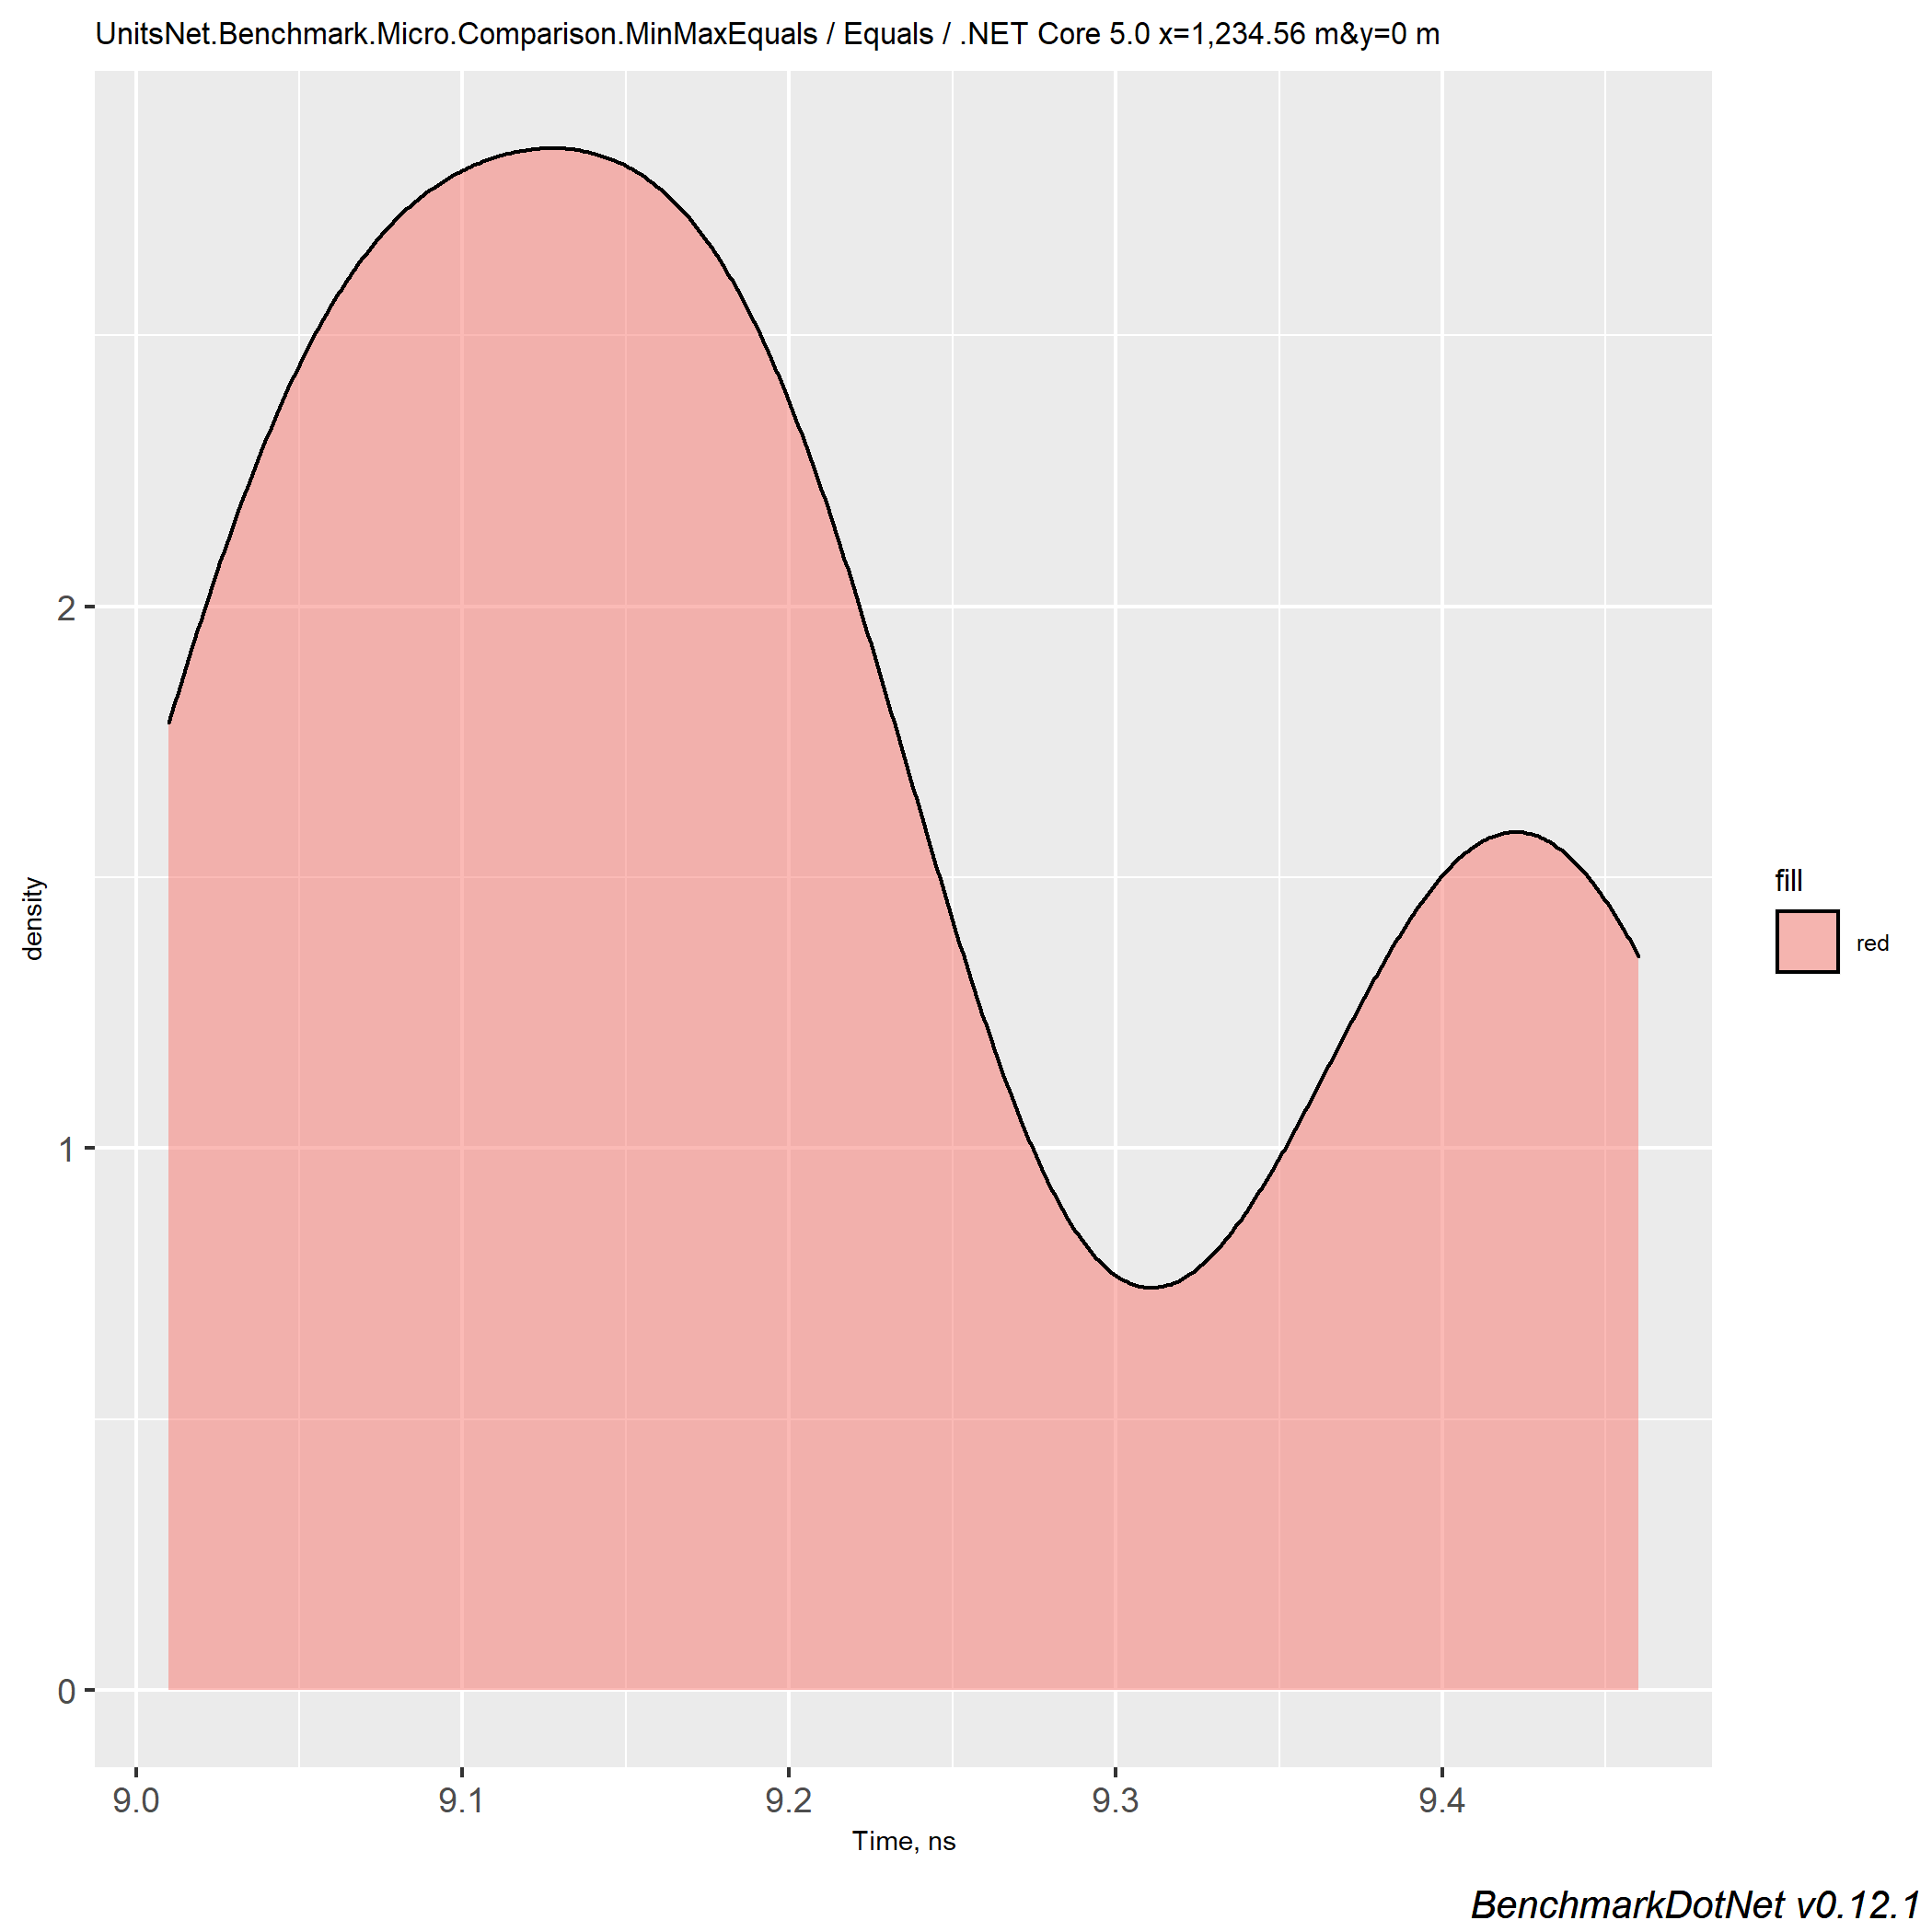 UnitsNet.Benchmark.Micro.Comparison.MinMaxEquals / Equals / .NET Core 5.0 x=1,234.56 m&y=0 m
2
1
0
density
9.0 9.1 9.2 9.3 9.4
Time, ns
fill
red
BenchmarkDotNet v0.12.1